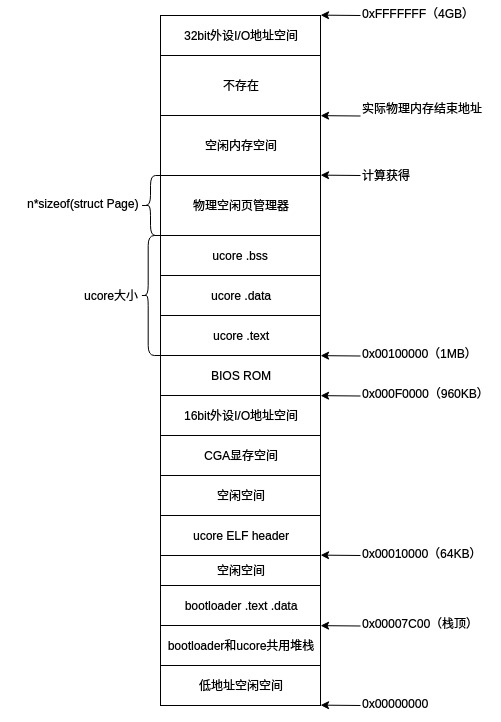 0xFFFFFFF（4GB）
32bit外设I/O地址空间
不存在
实际物理内存结束地址
空闲内存空间
计算获得
n*sizeof(struct Page)
物理空闲页管理器
ucore .bss
ucore大小
ucore .data
ucore .text
0x00100000（1MB）
BIOS ROM
0x000F0000（960KB）
16bit外设I/O地址空间
CGA显存空间
空闲空间
ucore ELF header
0x00010000（64KB）
空闲空间
bootloader .text .data
0x00007C00（栈顶）
bootloader和ucore共用堆栈
低地址空闲空间
0x00000000